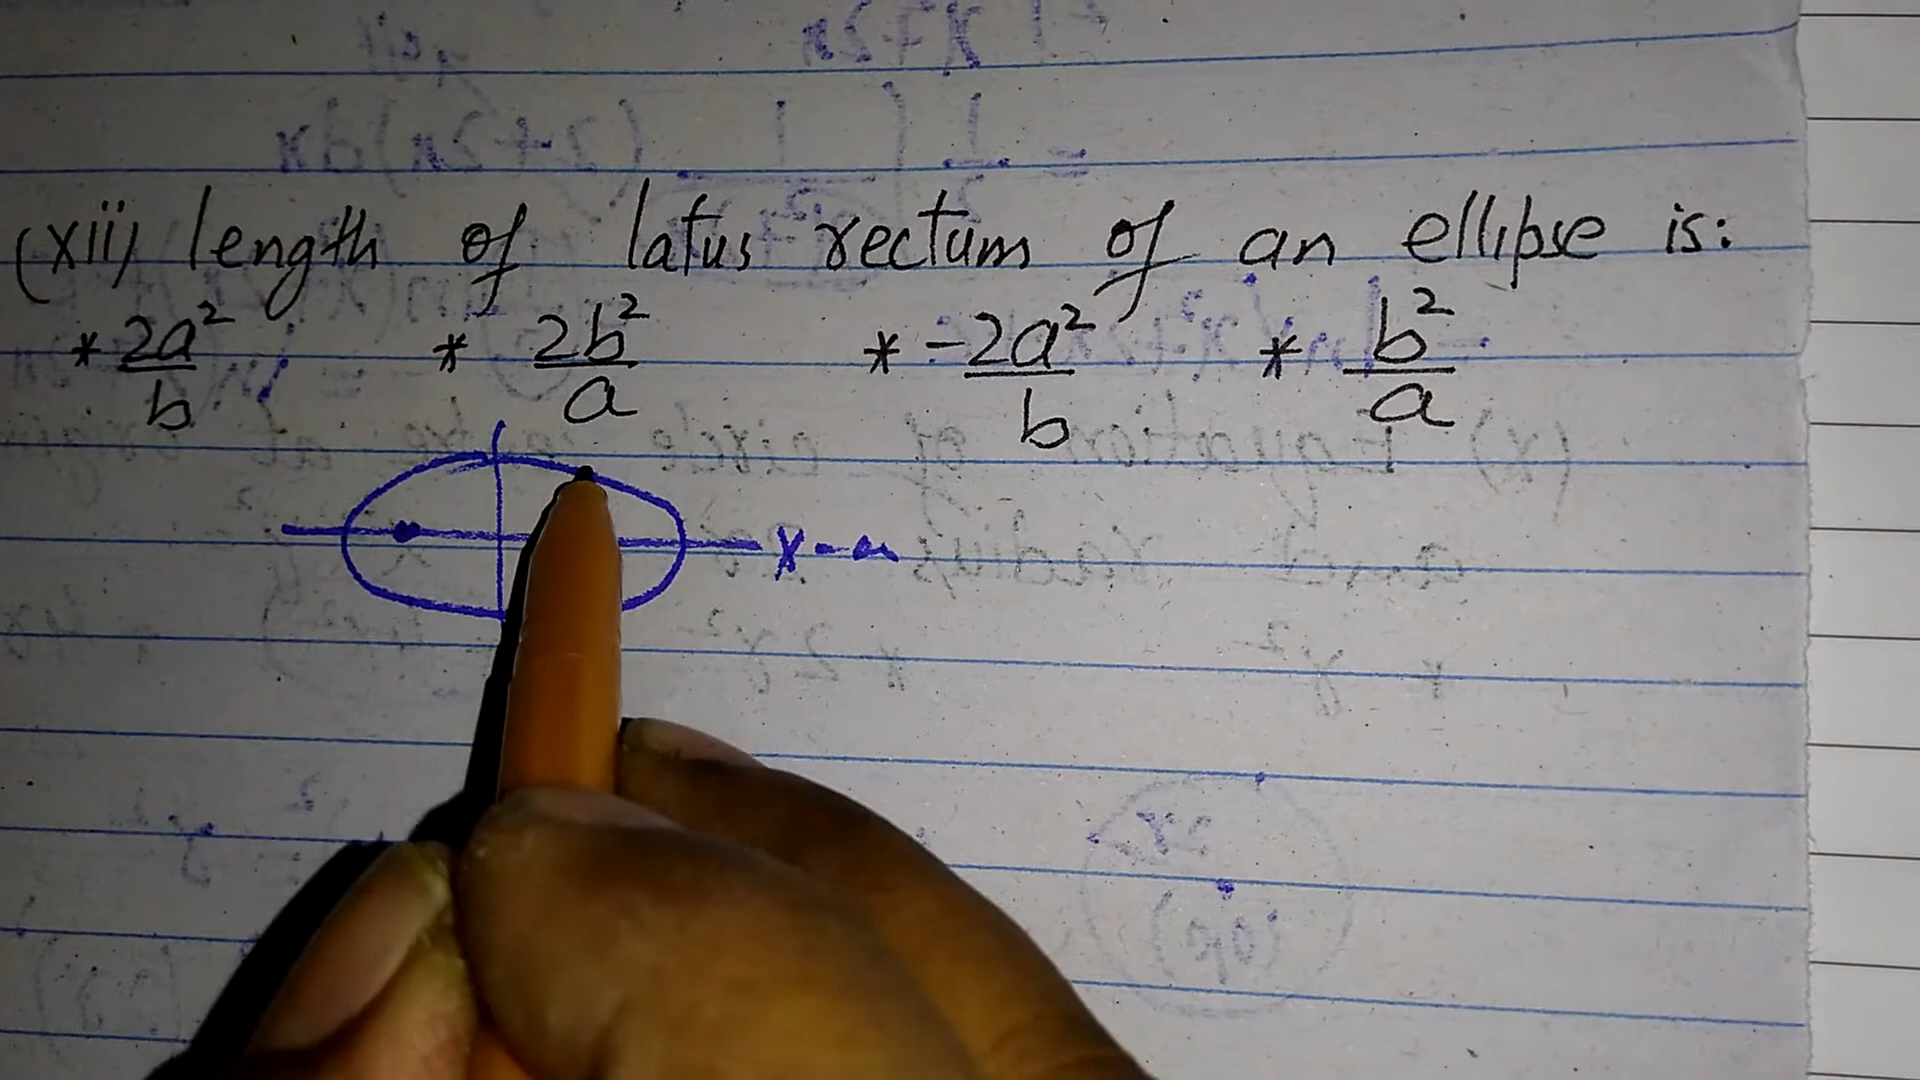 (xii) length of latus rectum of an ellipse is:
* 2a²/b * 2b²/a * -2a²/b * b²/a
x-a